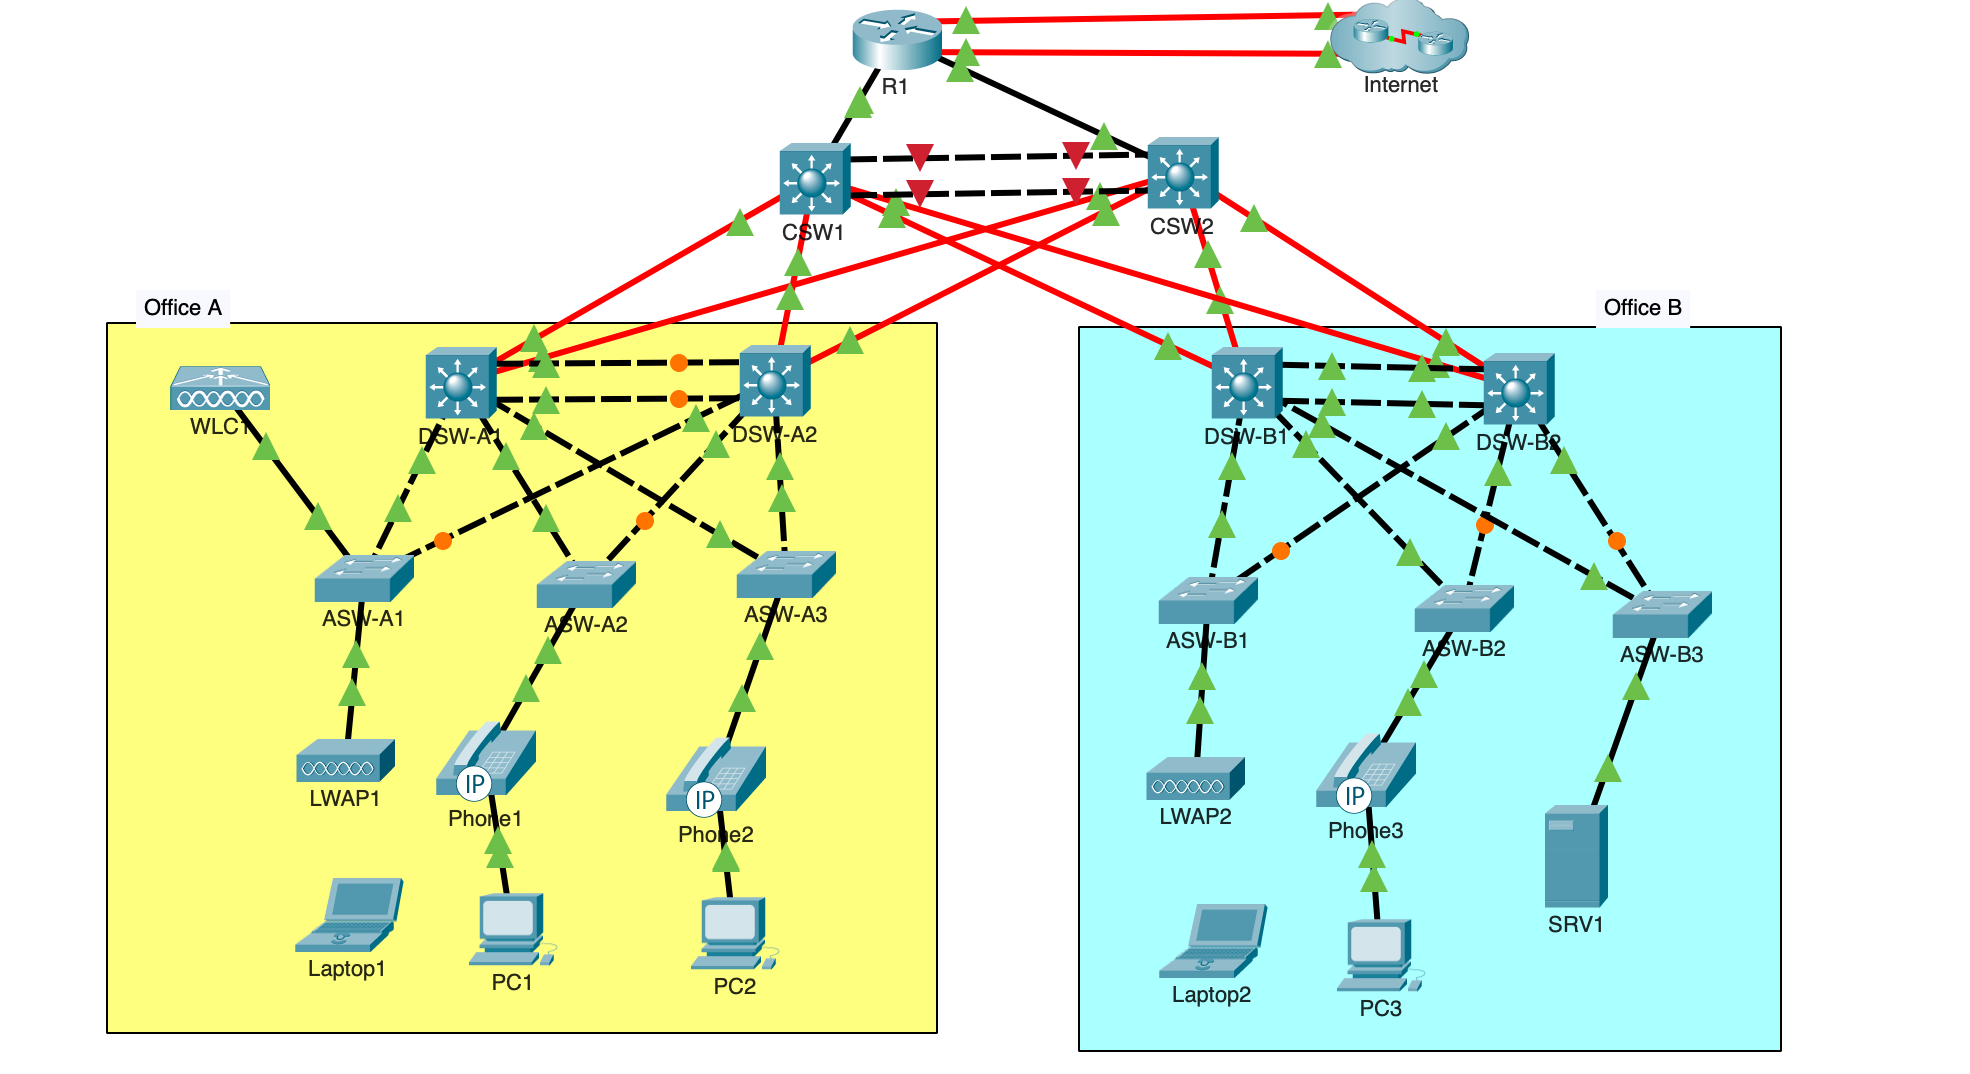 R1
Internet
CSW1
CSW2
Office A
Office B
WLC1
DSW-A1
DSW-A2
DSW-B1
DSW-B2
ASW-A1
ASW-A2
ASW-A3
ASW-B1
ASW-B2
ASW-B3
LWAP1
IP
Phone1
IP
Phone2
LWAP2
IP
Phone3
SRV1
Laptop1
PC1
PC2
Laptop2
PC3